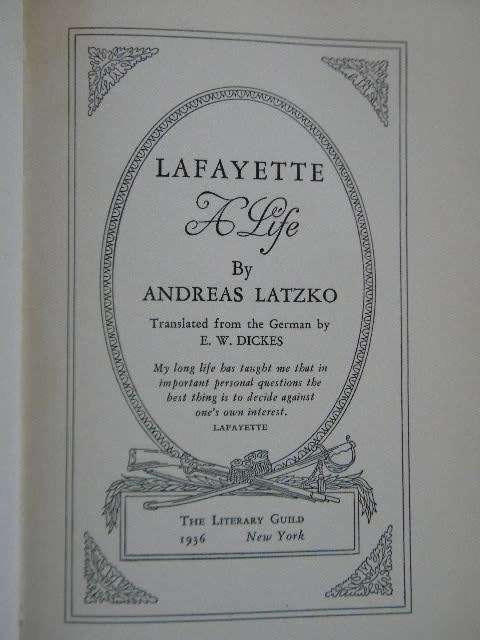 LAFAYETTE
A Life
By
ANDREAS LATZKO
Translated from the German by
E. W. DICKES
My long life has taught me that in
important personal questions the
best thing is to decide against
one's own interest.
LAFAYETTE
THE LITERARY GUILD
1936 New York